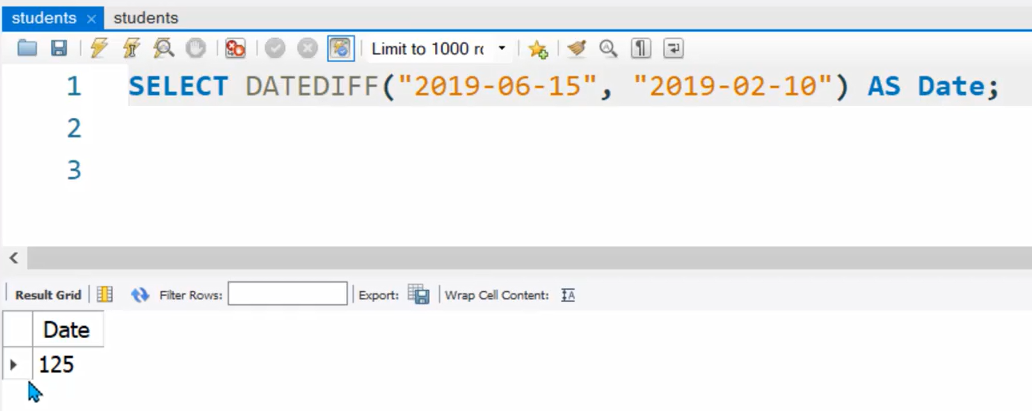 students × students
Limit to 1000 rc
1 SELECT DATEDIFF("2019-06-15", "2019-02-10") AS Date;
2
3
Result Grid Filter Rows: Export: Wrap Cell Content:
Date
125